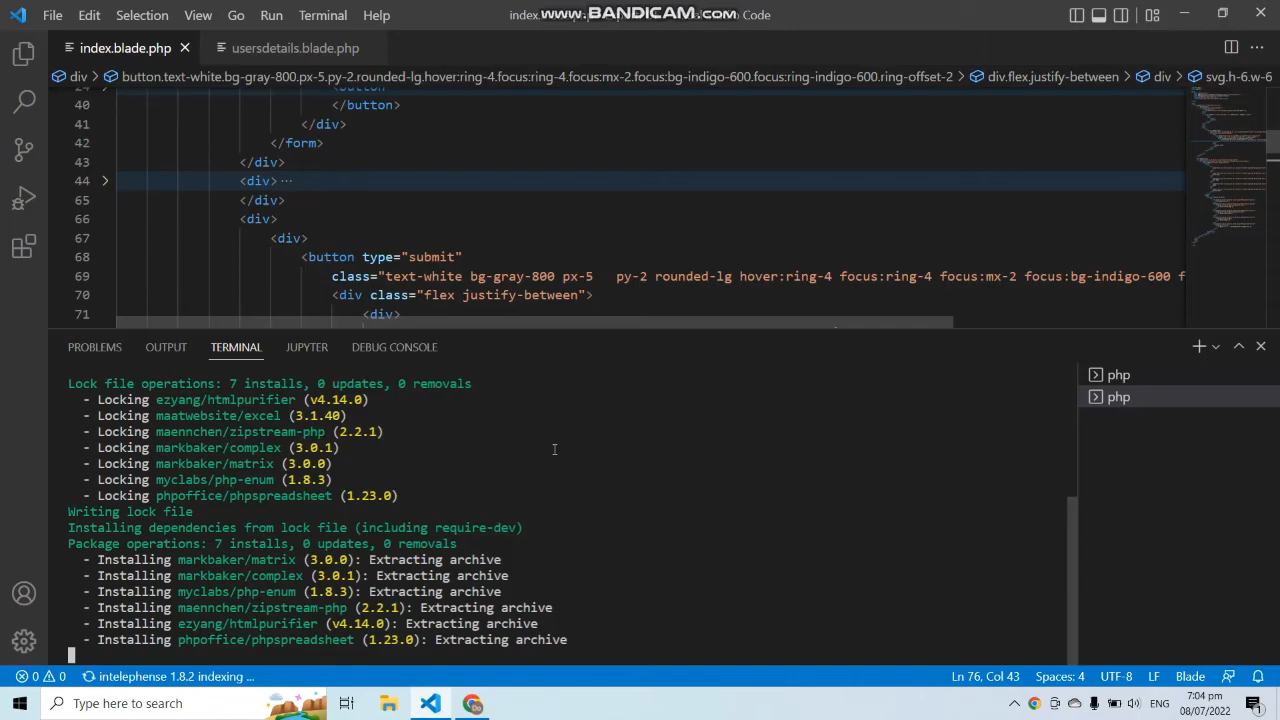 File Edit Selection View Go Run Terminal Help
index.
www.BANDICAM.com
Code
index.blade.php
usersdetails.blade.php
div > button.text-white.bg-gray-800.px-5.py-2.rounded-lg.hover:ring-4.focus:ring-4.focus:mx-2.focus:bg-indigo-600.focus:ring-indigo-600.ring-offset-2 > div.flex.justify-between > div > svg.h-6.w-6
24 <button
40 </button>
41 </div>
42 </form>
43 </div>
44 <div> ···
65 </div>
66 <div>
67 <div>
68 <button type="submit"
69 class="text-white bg-gray-800 px-5   py-2 rounded-lg hover:ring-4 focus:ring-4 focus:mx-2 focus:bg-indigo-600 f
70 <div class="flex justify-between">
71 <div>
PROBLEMS OUTPUT TERMINAL JUPYTER DEBUG CONSOLE
Lock file operations: 7 installs, 0 updates, 0 removals
- Locking ezyang/htmlpurifier (v4.14.0)
- Locking maatwebsite/excel (3.1.40)
- Locking maennchen/zipstream-php (2.2.1)
- Locking markbaker/complex (3.0.1)
- Locking markbaker/matrix (3.0.0)
- Locking myclabs/php-enum (1.8.3)
- Locking phpoffice/phpspreadsheet (1.23.0)
Writing lock file
Installing dependencies from lock file (including require-dev)
Package operations: 7 installs, 0 updates, 0 removals
- Installing markbaker/matrix (3.0.0): Extracting archive
- Installing markbaker/complex (3.0.1): Extracting archive
- Installing myclabs/php-enum (1.8.3): Extracting archive
- Installing maennchen/zipstream-php (2.2.1): Extracting archive
- Installing ezyang/htmlpurifier (v4.14.0): Extracting archive
- Installing phpoffice/phpspreadsheet (1.23.0): Extracting archive
php
php
0 0 intelephense 1.8.2 indexing ... Ln 76, Col 43 Spaces: 4 UTF-8 LF Blade
Type here to search
ENG
7:04 pm
08/07/2022
1